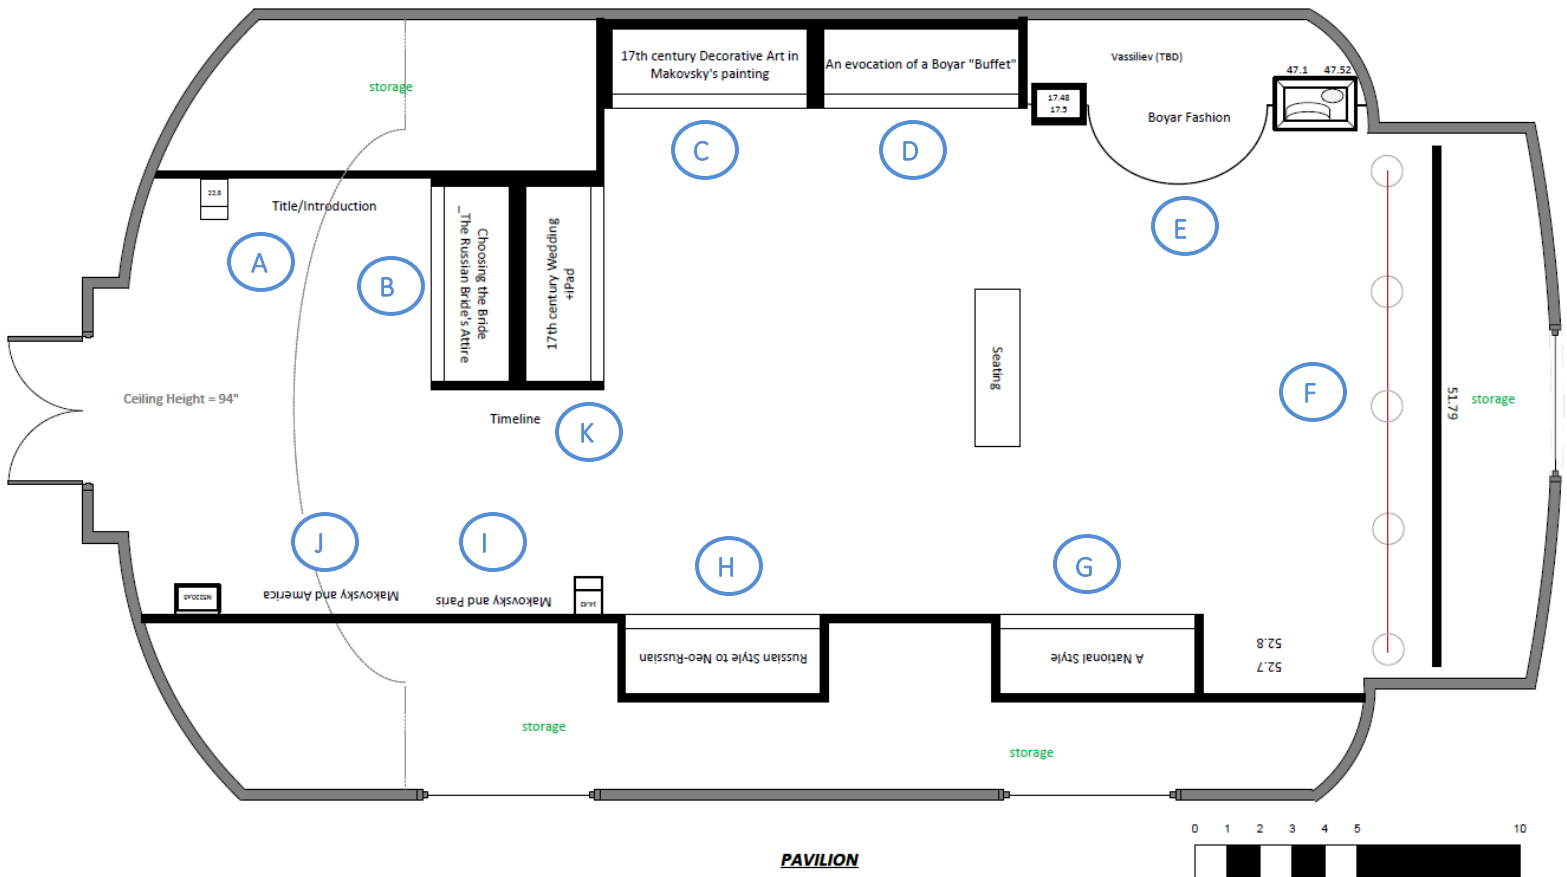 storage
17th century Decorative Art in
Makovsky's painting
An evocation of a Boyar "Buffet"
Vassiliev (TBD)
47.1 47.52
17.48
17.5
Boyar Fashion
C
D
E
22.8
Title/Introduction
A
B
Choosing the Bride
_The Russian Bride's Attire
17th century Wedding
+iPad
Seating
Ceiling Height = 94"
Timeline
K
F
51.79
storage
J
I
H
G
Makovsky and America
Makovsky and Paris
14.42
Russian Style to Neo-Russian
A National Style
52.8
52.7
storage
storage
PAVILION
0 1 2 3 4 5 10